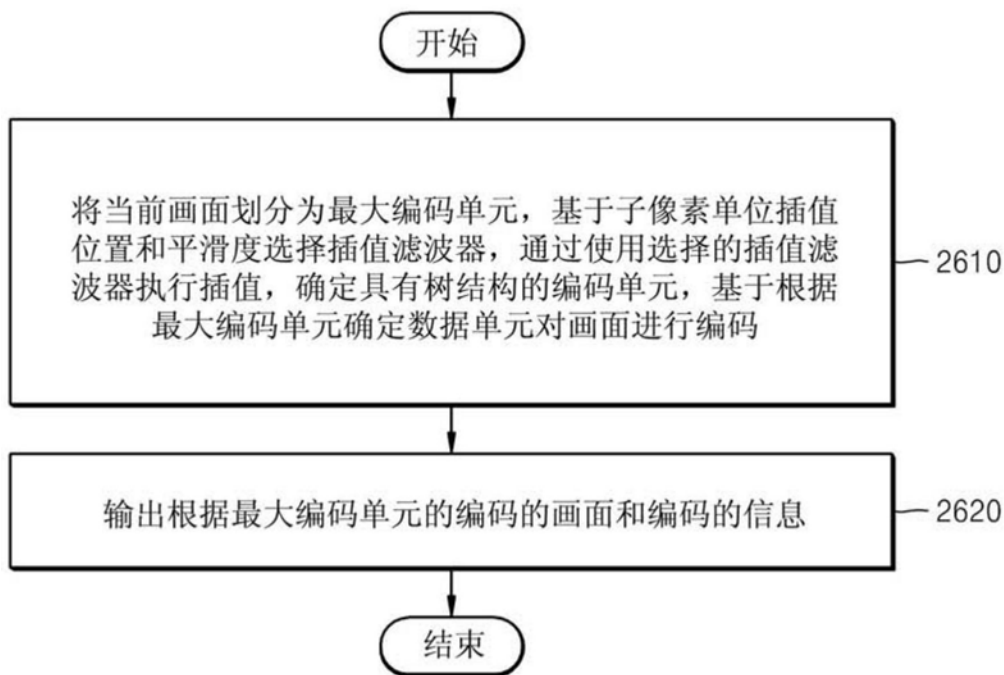 开始
将当前画面划分为最大编码单元，基于子像素单位插值
位置和平滑度选择插值滤波器，通过使用选择的插值滤
波器执行插值，确定具有树结构的编码单元，基于根据
最大编码单元确定数据单元对画面进行编码
2610
输出根据最大编码单元的编码的画面和编码的信息
2620
结束